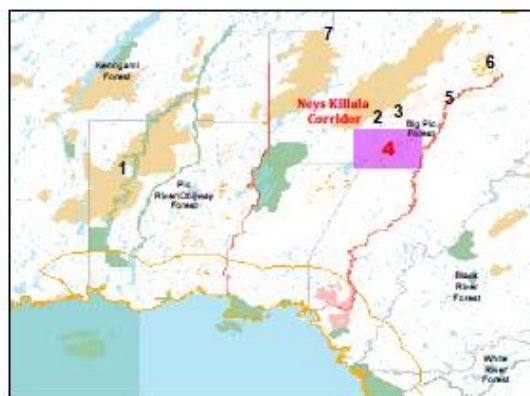 7
Kenogami
Forest
6
Neys Killala
Corridor
5
2
3
Big Pic
Forest
4
1
Pic
River/Ojibway
Forest
Black
River
Forest
White
River
Forest